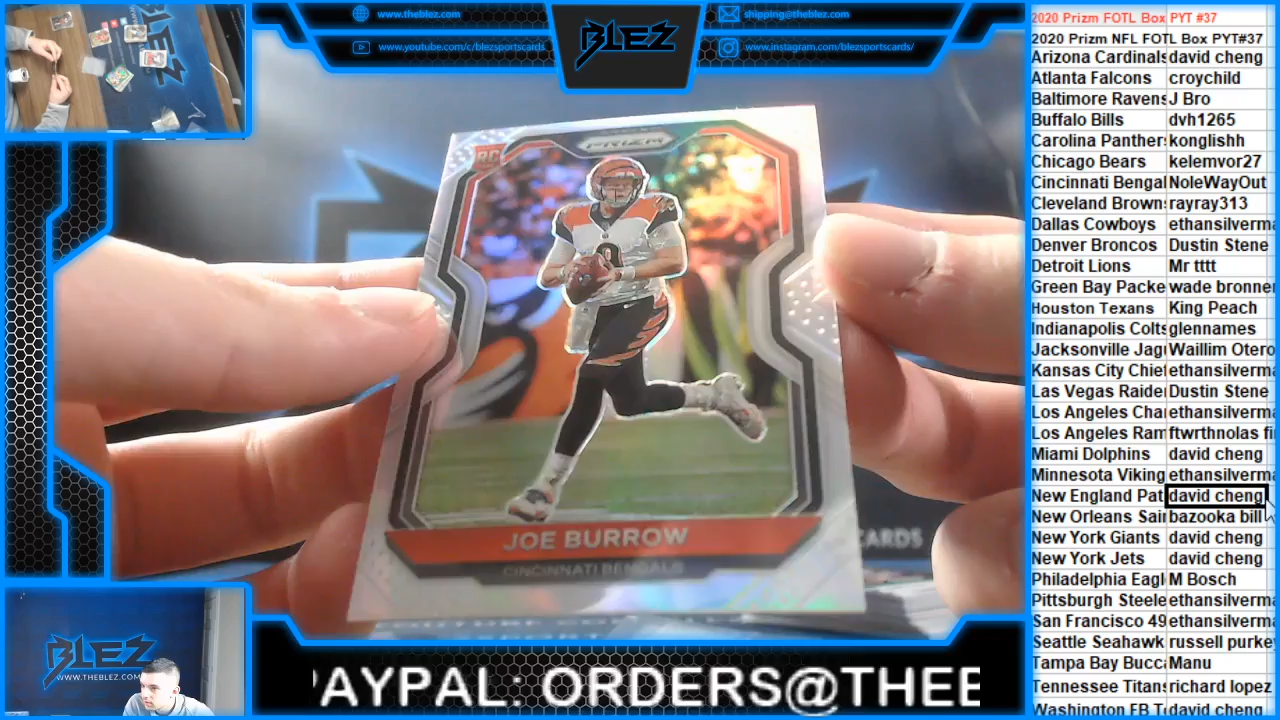 www.theblez.com
shipping@theblez.com
www.youtube.com/c/blezsportscards
www.instagram.com/blezsportscards/
BLEZ
PRIZM
RC
JOE BURROW
CINCINNATI BENGALS
CARDS
BLEZ
WWW.THEBLEZ.COM
PAYPAL: ORDERS@THEB
2020 Prizm FOTL Box PYT #37
2020 Prizm NFL FOTL Box PYT#37
Arizona Cardinals david cheng
Atlanta Falcons croychild
Baltimore Ravens J Bro
Buffalo Bills dvh1265
Carolina Panther konglishh
Chicago Bears kelemvor27
Cincinnati Bengal NoleWayOut
Cleveland Brown rayray313
Dallas Cowboys ethansilverma
Denver Broncos Dustin Stene
Detroit Lions Mr tttt
Green Bay Packe wade bronner
Houston Texans King Peach
Indianapolis Colts glennames
Jacksonville Jagu Waillim Otero
Kansas City Chief ethansilverma
Las Vegas Raide Dustin Stene
Los Angeles Cha ethansilverma
Los Angeles Ram ftwrthnolas fi
Miami Dolphins david cheng
Minnesota Viking ethansilverma
New England Pat david cheng
New Orleans Sai bazooka bill
New York Giants david cheng
New York Jets david cheng
Philadelphia Eagl M Bosch
Pittsburgh Steele ethansilverma
San Francisco 49 ethansilverma
Seattle Seahawk russell purke
Tampa Bay Bucc Manu
Tennessee Titans richard lopez
Washington FB T david cheng